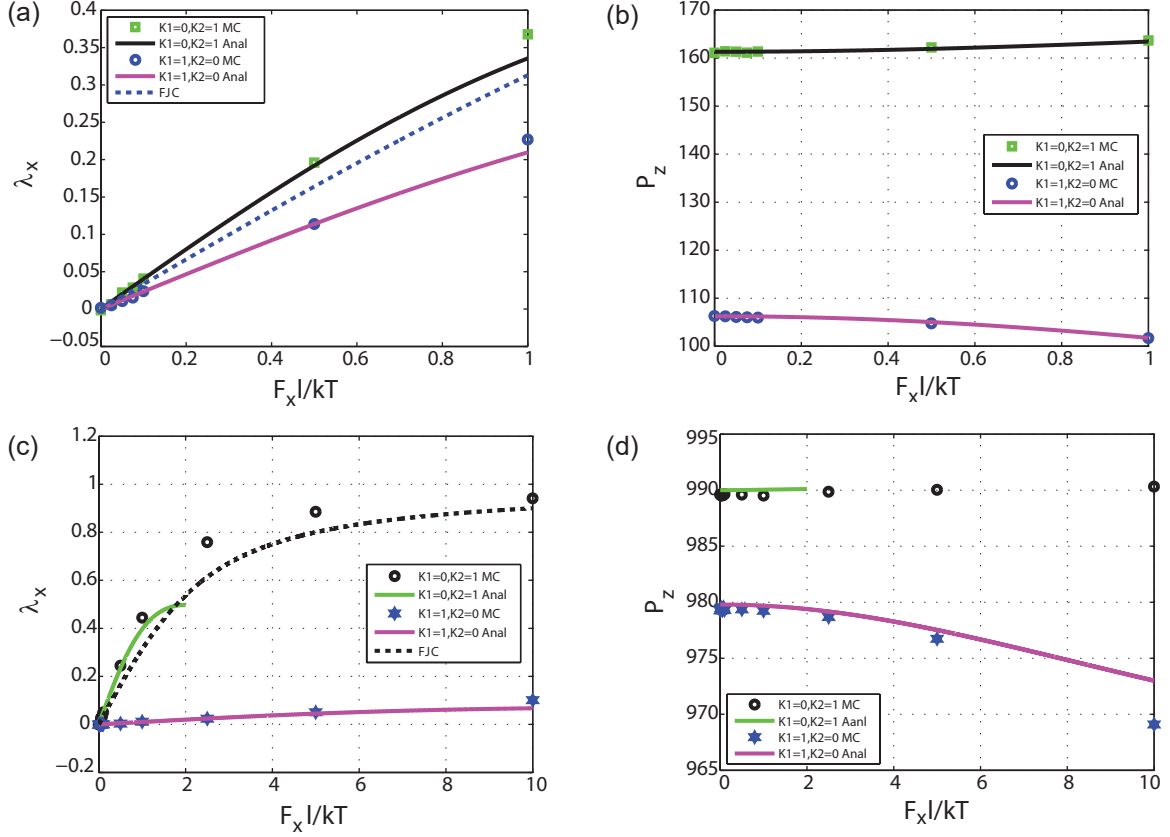 (a)
0.4
0.35
0.3
0.25
0.2
0.15
0.1
0.05
0
−0.05
λx
K1=0,K2=1 MC
K1=0,K2=1 Anal
K1=1,K2=0 MC
K1=1,K2=0 Anal
FJC
0.2 0.4 0.6 0.8 1
Fxl/kT
(b)
170
160
150
140
130
120
110
100
Pz
K1=0,K2=1 MC
K1=0,K2=1 Anal
K1=1,K2=0 MC
K1=1,K2=0 Anal
0 0.2 0.4 0.6 0.8 1
Fxl/kT
(c)
1.2
1
0.8
0.6
0.4
0.2
0
−0.2
λx
K1=0,K2=1 MC
K1=0,K2=1 Anal
K1=1,K2=0 MC
K1=1,K2=0 Anal
FJC
0 2 4 6 8 10
Fxl/kT
(d)
995
990
985
980
975
970
965
Pz
K1=0,K2=1 MC
K1=0,K2=1 Aanl
K1=1,K2=0 MC
K1=1,K2=0 Anal
0 2 4 6 8 10
Fxl/kT